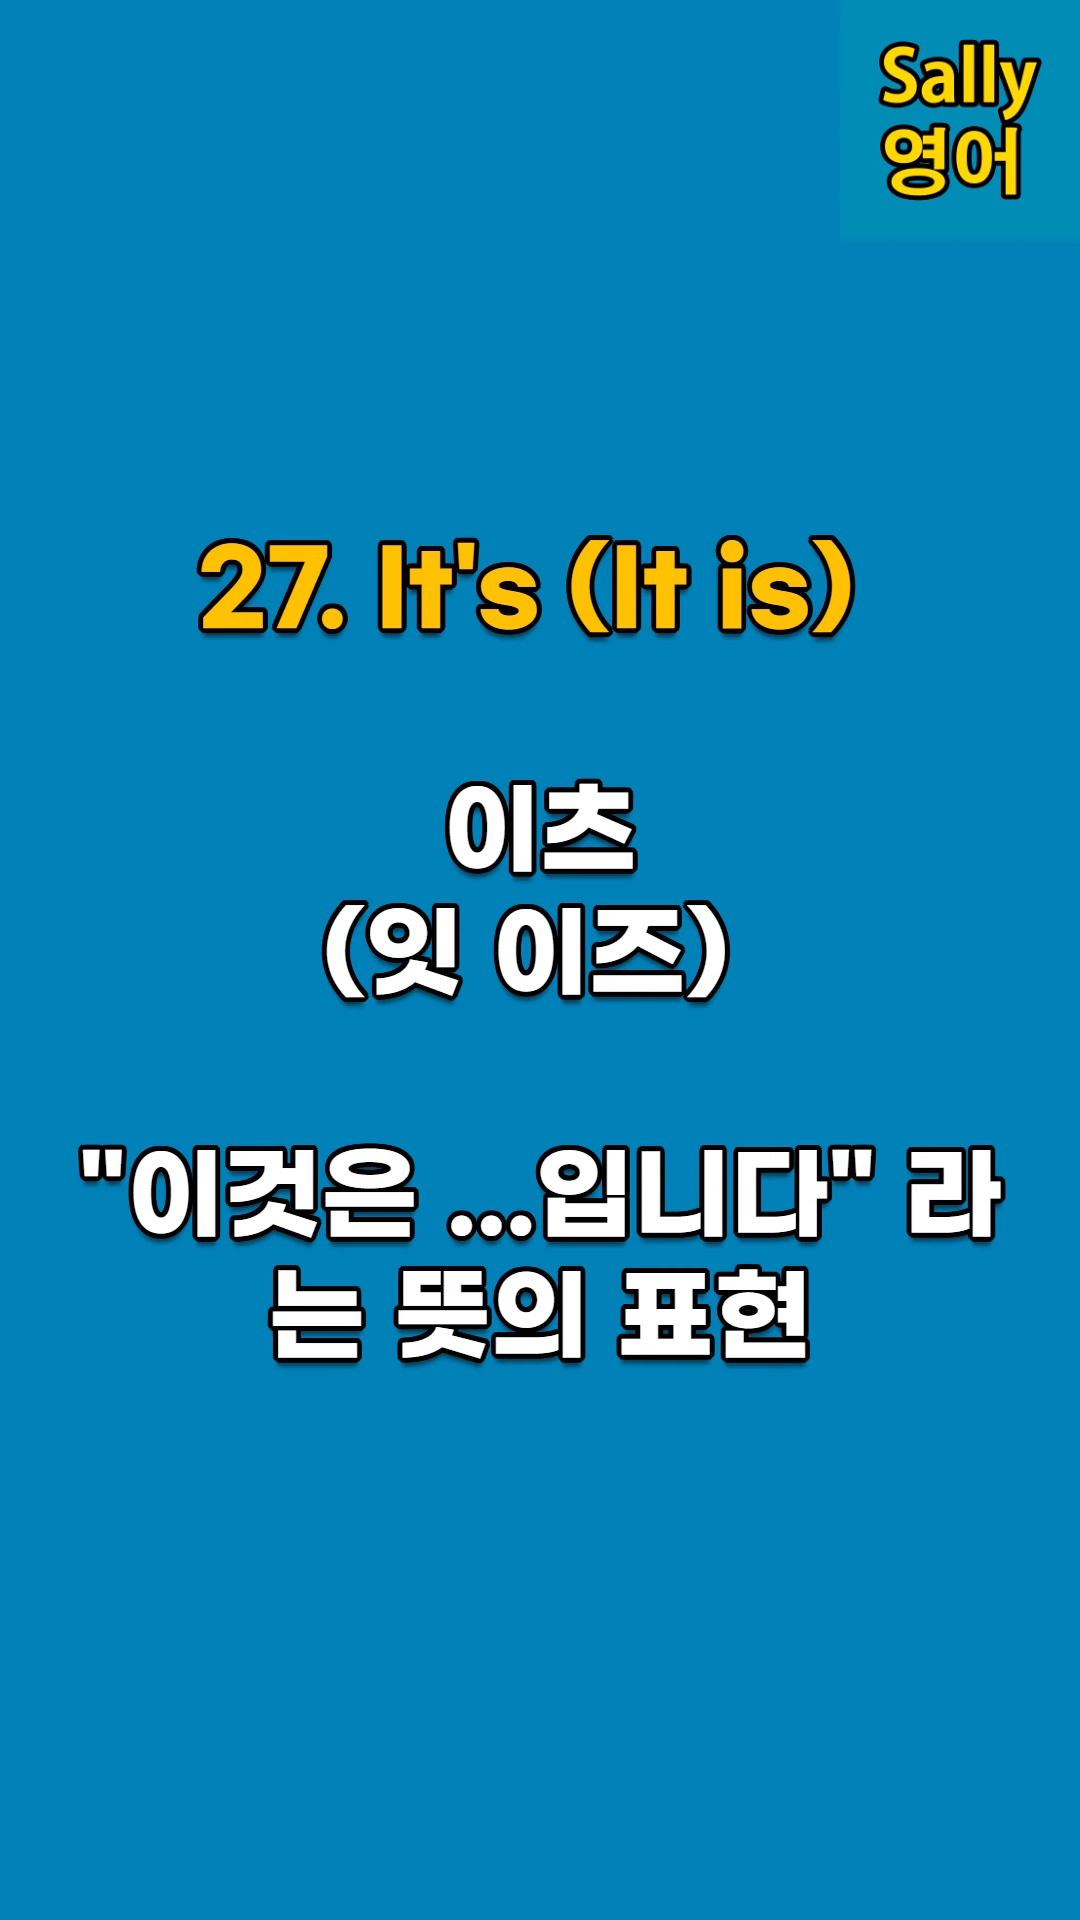 Sally
영어
27. It's (It is)
이츠
(잇 이즈)
"이것은 ...입니다" 라
는 뜻의 표현